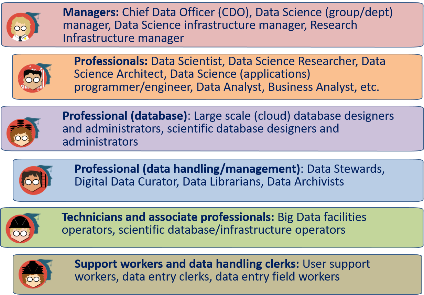 Managers: Chief Data Officer (CDO), Data Science (group/dept)
manager, Data Science infrastructure manager, Research
Infrastructure manager
Professionals: Data Scientist, Data Science Researcher, Data
Science Architect, Data Science (applications)
programmer/engineer, Data Analyst, Business Analyst, etc.
Professional (database): Large scale (cloud) database designers
and administrators, scientific database designers and
administrators
Professional (data handling/management): Data Stewards,
Digital Data Curator, Data Librarians, Data Archivists
Technicians and associate professionals: Big Data facilities
operators, scientific database/infrastructure operators
Support workers and data handling clerks: User support
workers, data entry clerks, data entry field workers